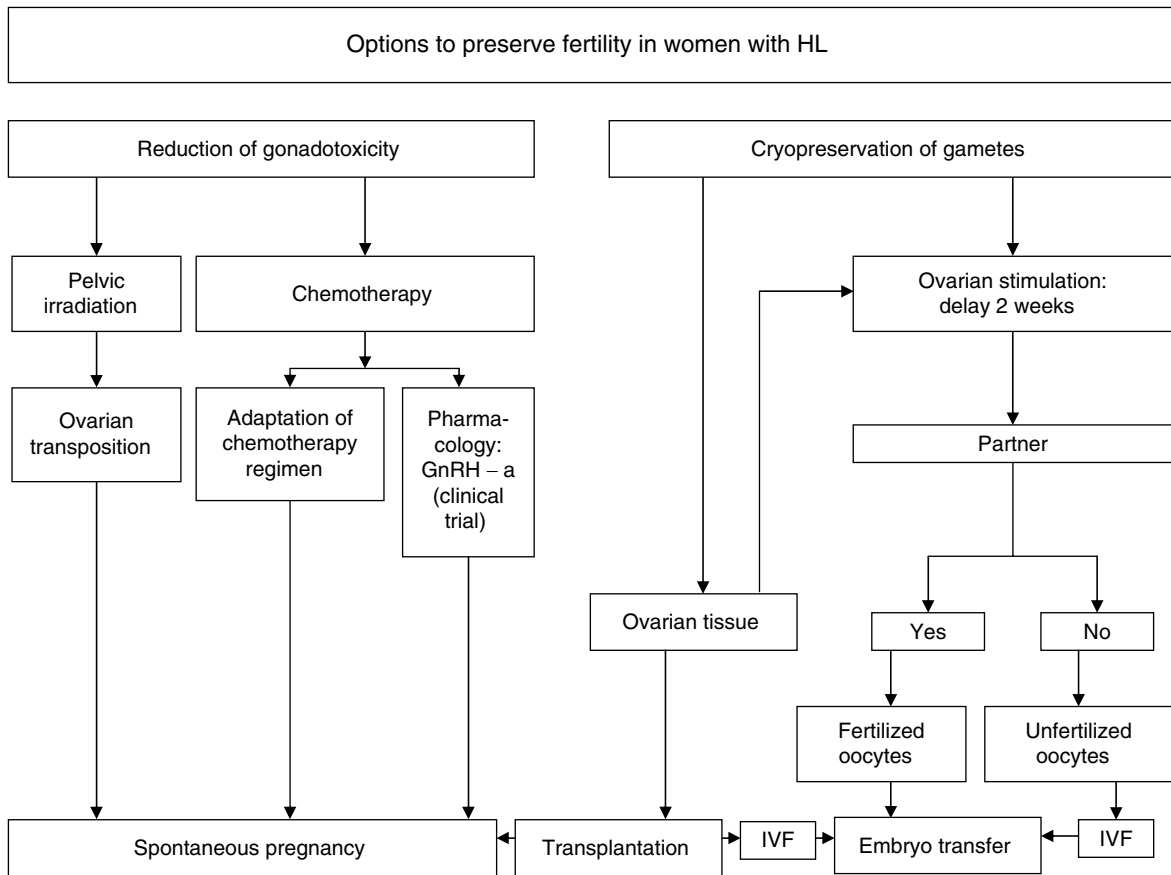 Options to preserve fertility in women with HL
Reduction of gonadotoxicity
Cryopreservation of gametes
Pelvic
irradiation
Chemotherapy
Ovarian stimulation:
delay 2 weeks
Ovarian
transposition
Adaptation of
chemotherapy
regimen
Pharma-
cology:
GnRH – a
(clinical
trial)
Partner
Ovarian tissue
Yes
No
Fertilized
oocytes
Unfertilized
oocytes
Spontaneous pregnancy
Transplantation
IVF
Embryo transfer
IVF